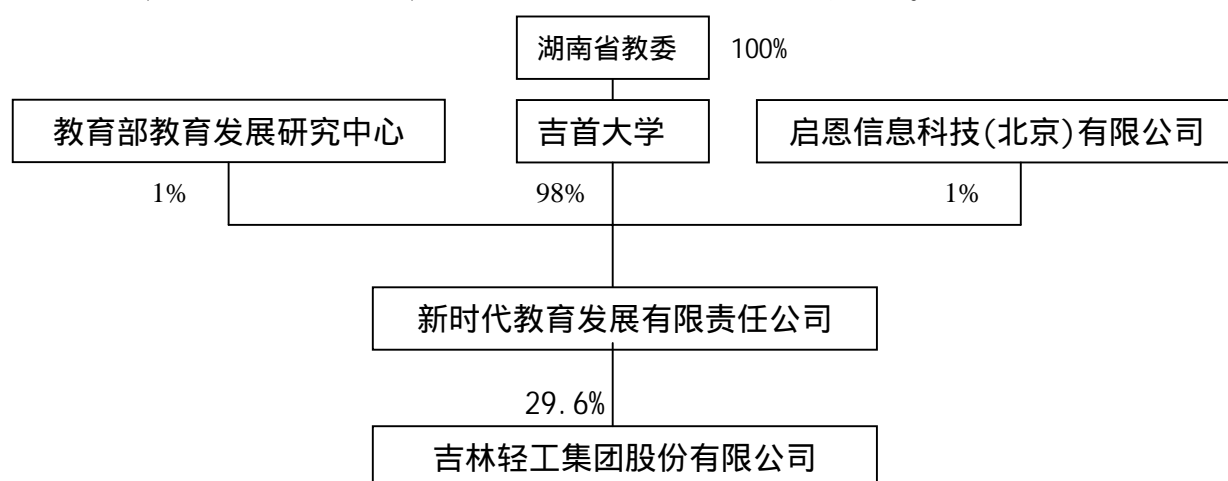 湖南省教委 100%
教育部教育发展研究中心 吉首大学 启恩信息科技(北京)有限公司
1% 98% 1%
新时代教育发展有限责任公司
29.6%
吉林轻工集团股份有限公司